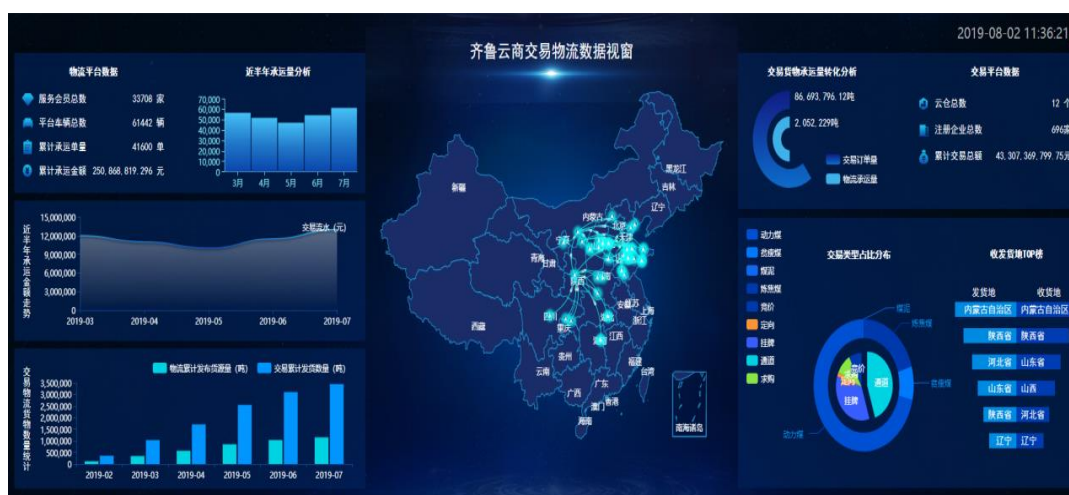 2019-08-02 11:36:21
齐鲁云商交易物流数据视窗
物流平台数据
服务会员总数 33708 家
平台车辆总数 61442 辆
累计承运单量 41600 单
累计承运金额 250,868,819.296 元
近半年承运量分析
70,000
60,000
50,000
40,000
30,000
20,000
10,000
0
3月 4月 5月 6月 7月
近半年承运金额走势
交易流水（元）
15,000,000
12,000,000
9,000,000
6,000,000
3,000,000
0
2019-03 2019-04 2019-05 2019-06 2019-07
交易物流货物数量统计
物流累计发布货源量（吨） 交易累计发货数量（吨）
3,500,000
3,000,000
2,500,000
2,000,000
1,500,000
1,000,000
500,000
0
2019-02 2019-03 2019-04 2019-05 2019-06 2019-07
黑龙江
吉林
辽宁
新疆
内蒙古
北京
天津
宁夏
青海
甘肃
陕西
西藏
四川
重庆
安徽
江苏
上海
浙江
江西
贵州
云南
福建
台湾
广东
广西
香港
澳门
海南
南海诸岛
交易货物承运量转化分析
86,693,796.12吨
2,052,229吨
交易订单量
物流承运量
交易平台数据
云仓总数 12 个
注册企业总数 696家
累计交易总额 43,307,369,799.75元
动力煤
贫瘦煤
煤泥
炼焦煤
竞价
定向
挂牌
通道
求购
交易类型占比分布
煤泥
炼焦煤
贫瘦煤
动力煤
竞价
通道
挂牌
收发货地TOP榜
发货地 收货地
内蒙古自治区 内蒙古自治区
陕西省 陕西省
河北省 山东省
山东省 山西
陕西省 河北省
辽宁 辽宁